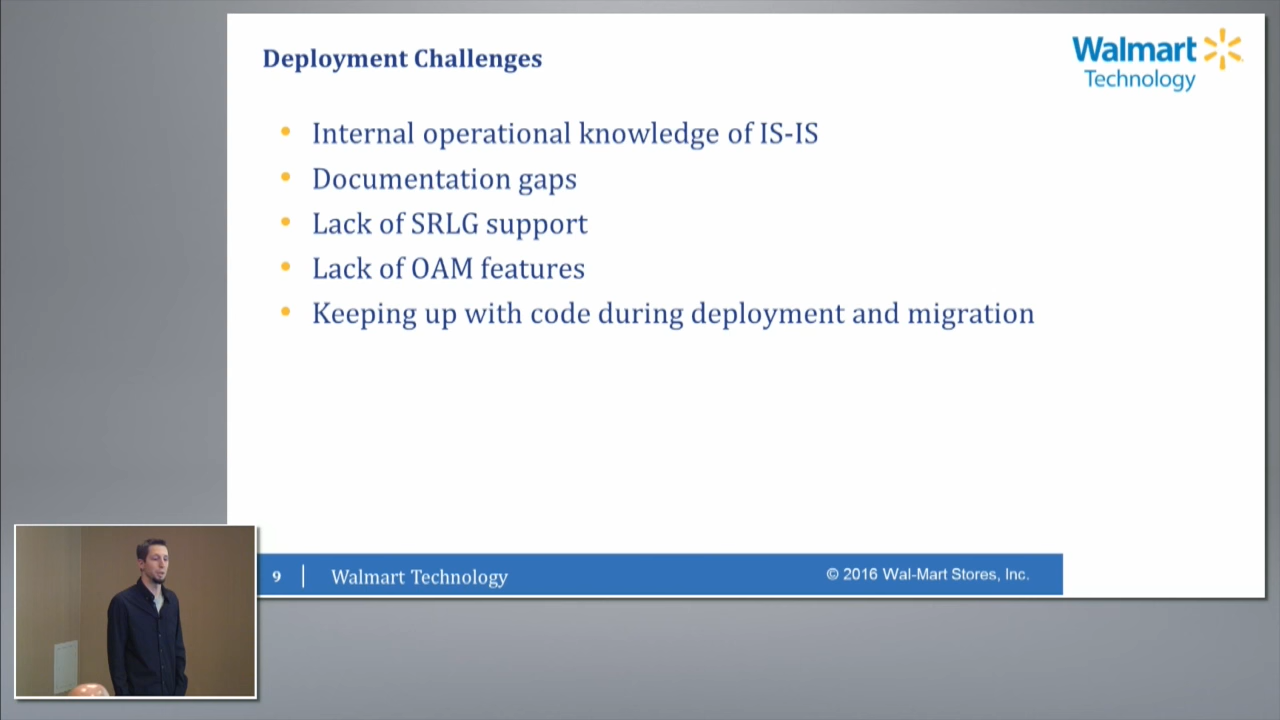 Deployment Challenges
Walmart
Technology
• Internal operational knowledge of IS-IS
• Documentation gaps
• Lack of SRLG support
• Lack of OAM features
• Keeping up with code during deployment and migration
9 | Walmart Technology
© 2016 Wal-Mart Stores, Inc.